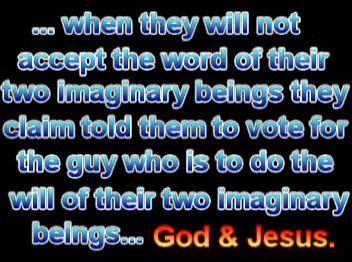 ... when they will not
accept the word of their
two imaginary beings they
claim told them to vote for
the guy who is to do the
will of their two imaginary
beings... God & Jesus.